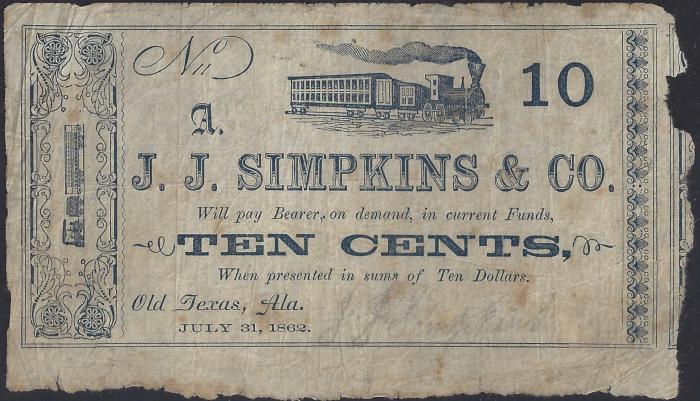 No
10
A.
J. J. SIMPKINS & CO.
Will pay Bearer, on demand, in current Funds,
TEN CENTS,
When presented in sums of Ten Dollars.
Old Texas, Ala.
JULY 31, 1862.